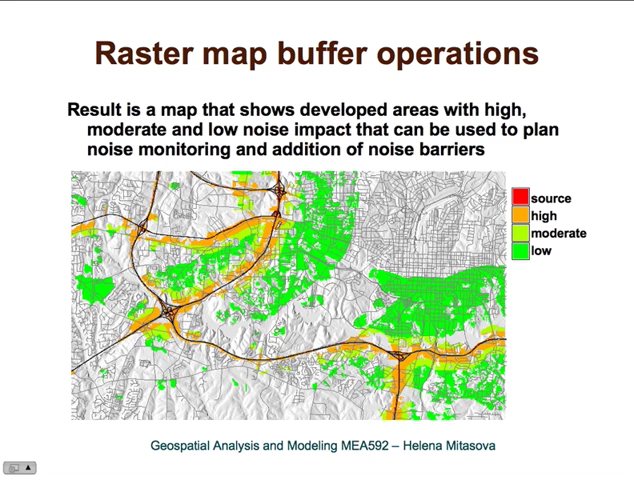 Raster map buffer operations
Result is a map that shows developed areas with high,
moderate and low noise impact that can be used to plan
noise monitoring and addition of noise barriers
source
high
moderate
low
Geospatial Analysis and Modeling MEA592 – Helena Mitasova